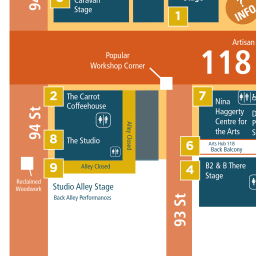 94
Caravan
Stage
1
INFO
Stage
Artisan
118
Popular
Workshop Corner
2
The Carrot
Coffeehouse
Alley Closed
94 St
8
The Studio
9
Alley Closed
Reclaimed
Woodwork
Studio Alley Stage
Back Alley Performances
93 St
7
Nina
Haggerty
Centre for
the Arts
6
Arts Hub 118
Back Balcony
4
B2 & B There
Stage